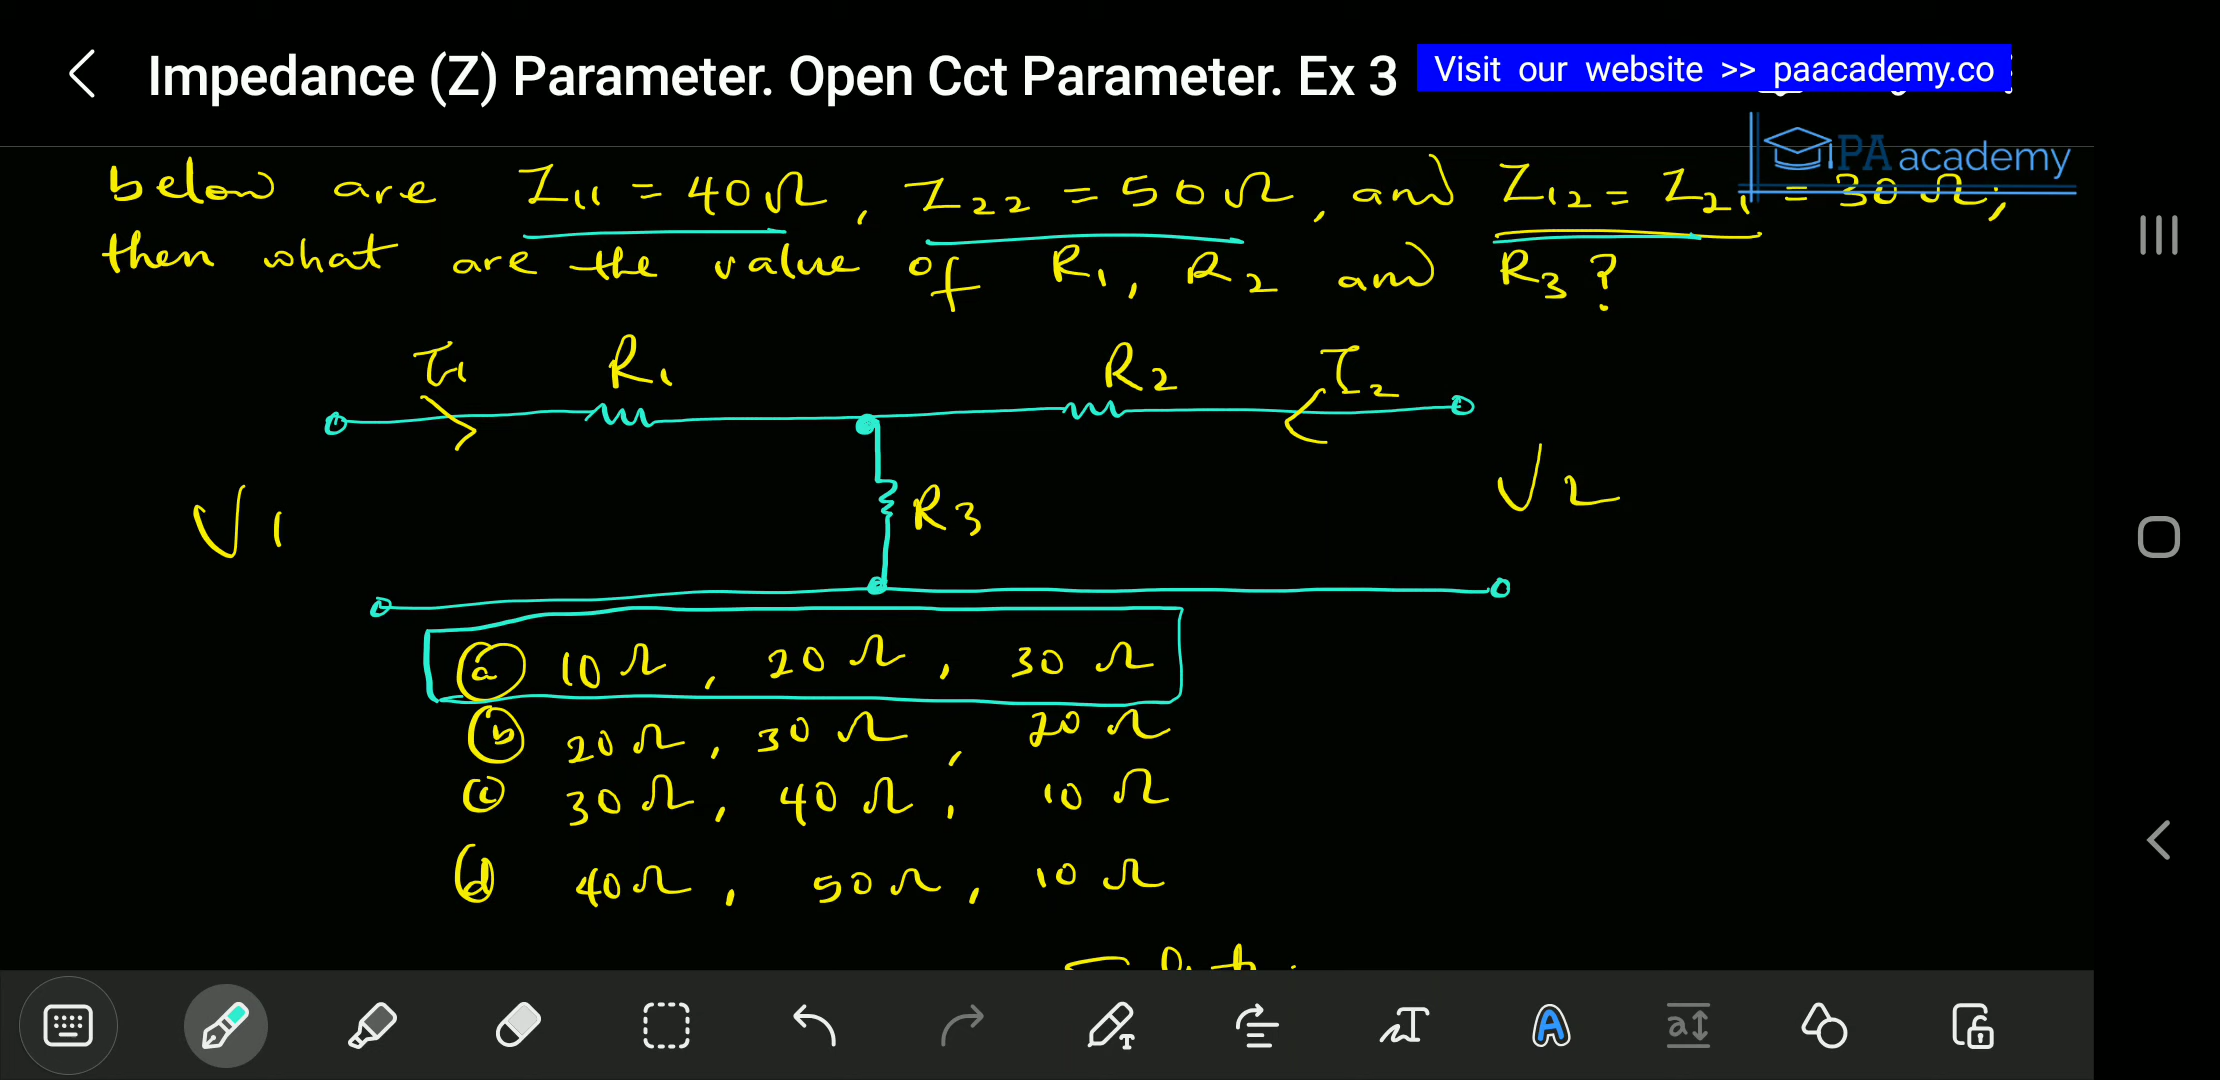 Impedance (Z) Parameter. Open Cct Parameter. Ex 3
Visit our website >> paacademy.co
PA academy
below are Z11 = 40Ω, Z22 = 50Ω, and Z12 = Z21 = 30Ω;
then what are the value of R1, R2 and R3?
I1 R1 R2 I2
V1 R3 V2
(a) 10Ω, 20Ω, 30Ω
(b) 20Ω, 30Ω, 20Ω
(c) 30Ω, 40Ω, 10Ω
(d) 40Ω, 50Ω, 10Ω